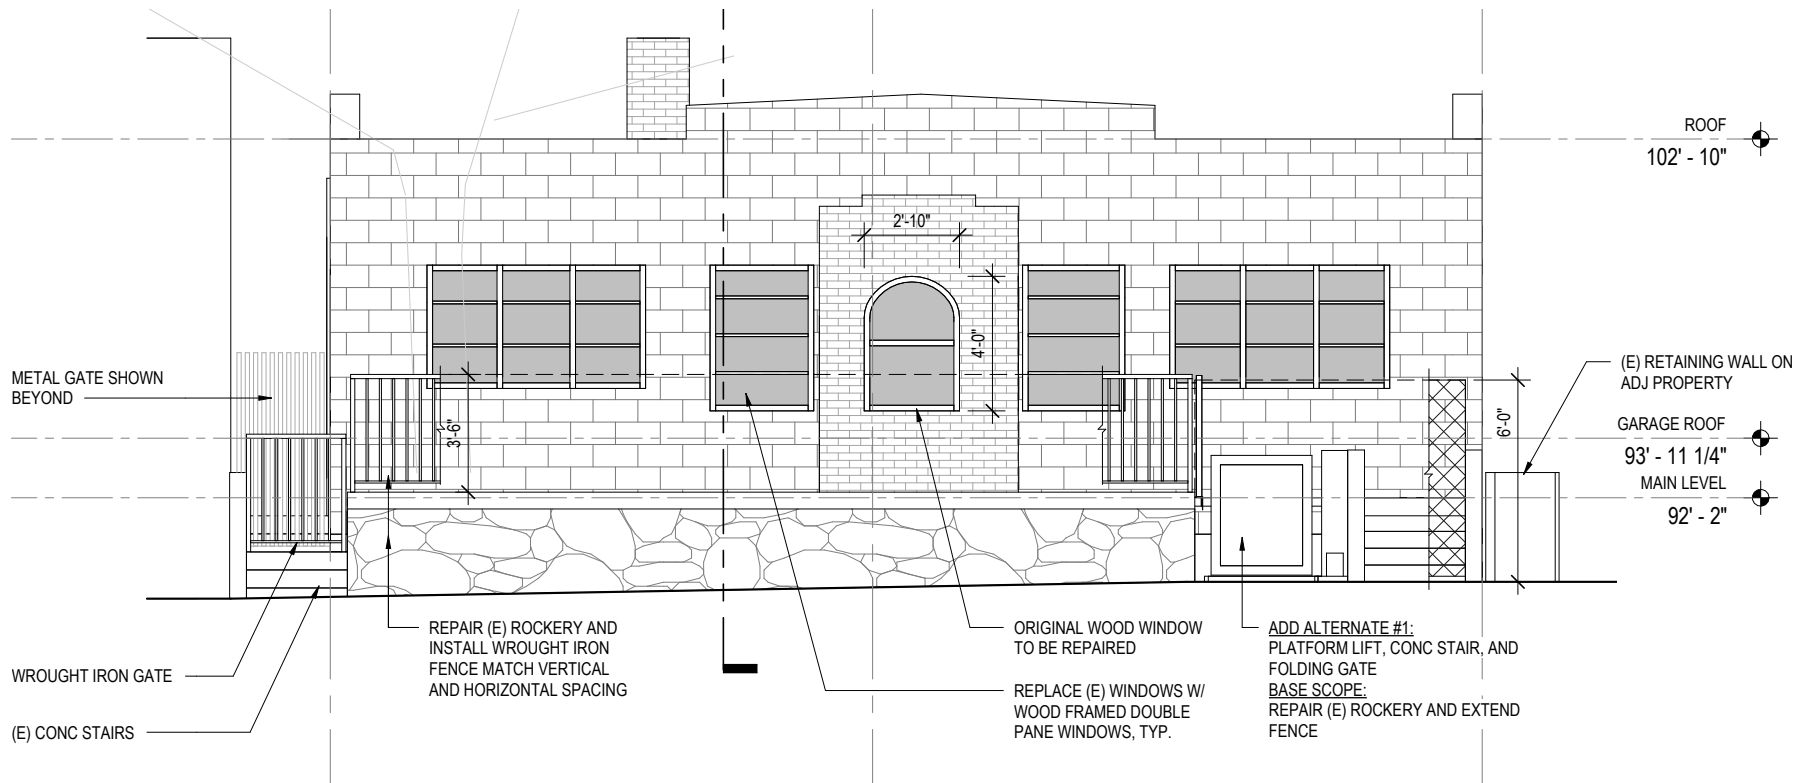 ROOF
102' - 10"
2'-10"
4'-0"
METAL GATE SHOWN
BEYOND
(E) RETAINING WALL ON
ADJ PROPERTY
3'-6"
6'-0"
GARAGE ROOF
93' - 11 1/4"
MAIN LEVEL
92' - 2"
WROUGHT IRON GATE
(E) CONC STAIRS
REPAIR (E) ROCKERY AND
INSTALL WROUGHT IRON
FENCE MATCH VERTICAL
AND HORIZONTAL SPACING
ORIGINAL WOOD WINDOW
TO BE REPAIRED
REPLACE (E) WINDOWS W/
WOOD FRAMED DOUBLE
PANE WINDOWS, TYP.
ADD ALTERNATE #1:
PLATFORM LIFT, CONC STAIR, AND
FOLDING GATE
BASE SCOPE:
REPAIR (E) ROCKERY AND EXTEND
FENCE